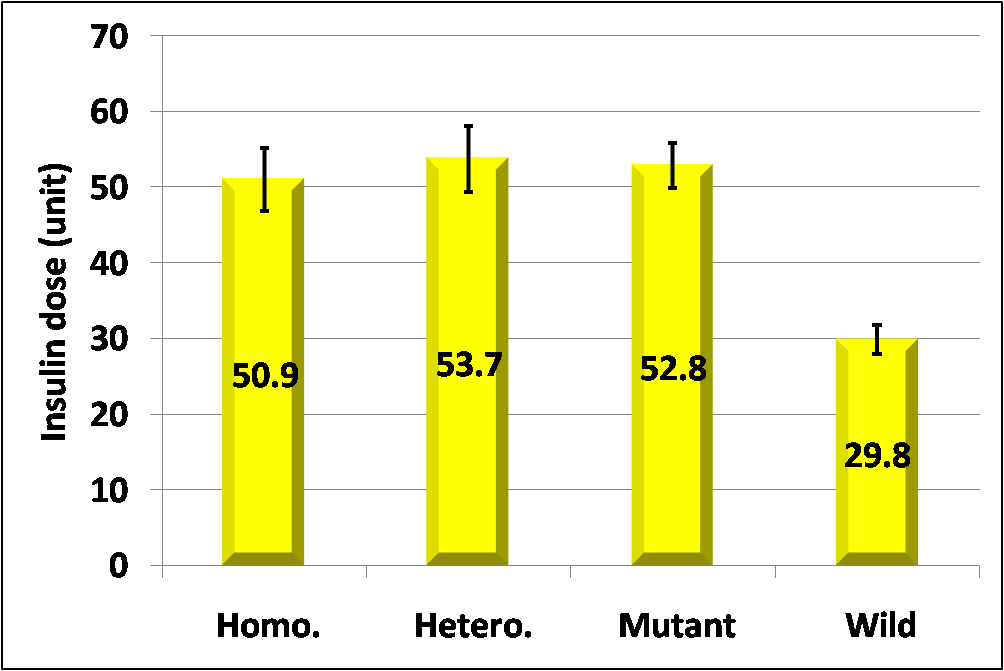 70
60
50
40
30
20
10
0
Insulin dose (unit)
50.9
53.7
52.8
29.8
Homo.
Hetero.
Mutant
Wild